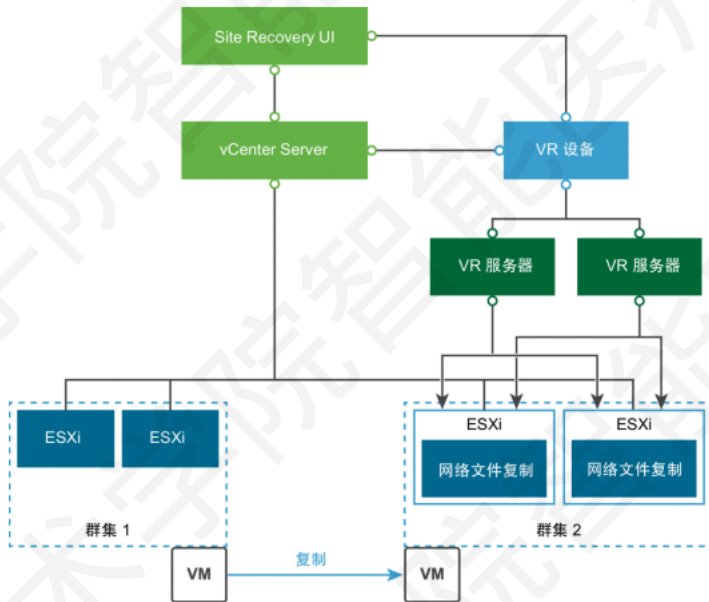 Site Recovery UI
vCenter Server
VR 设备
VR 服务器
VR 服务器
ESXi
ESXi
ESXi
ESXi
网络文件复制
网络文件复制
群集 1
群集 2
VM
复制
VM